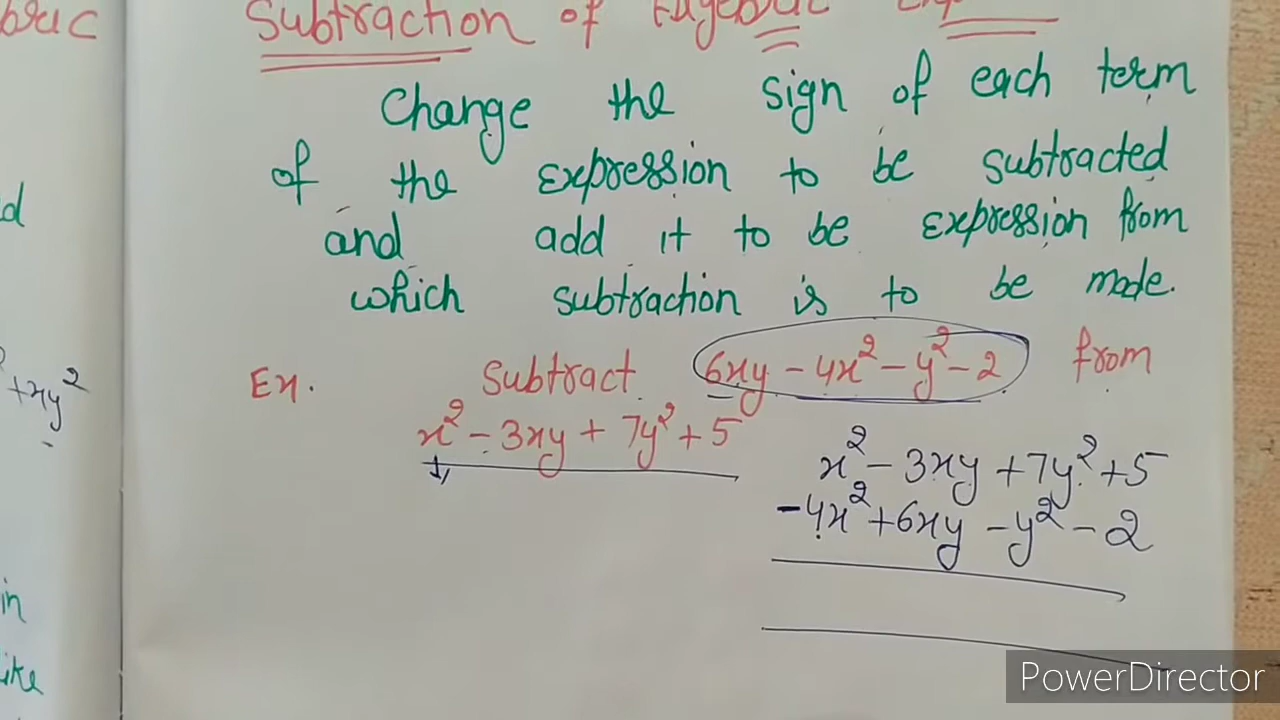 Subtraction of
Change the sign of each term
of the expression to be subtracted
and add it to be expression from
which subtraction is to be made.
Ex. Subtract 6xy - 4x² - y² - 2 from
x² - 3xy + 7y² + 5
x² - 3xy + 7y² + 5
-4x² + 6xy - y² - 2
+xy²
in
PowerDirector